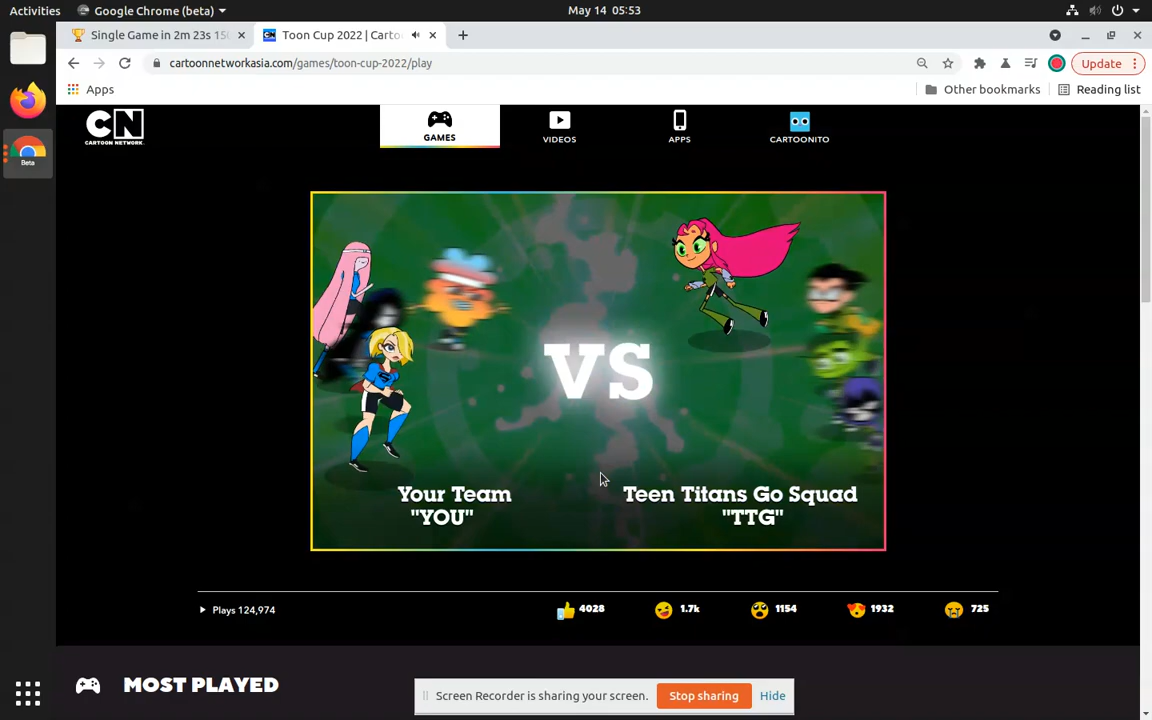 Activities Google Chrome (beta) May 14 05:53
Single Game in 2m 23s 150 Toon Cup 2022 | Carto
cartoonnetworkasia.com/games/toon-cup-2022/play Update
Apps Other bookmarks Reading list
CN
CARTOON NETWORK
GAMES VIDEOS APPS CARTOONITO
Beta
VS
Your Team Teen Titans Go Squad
"YOU" "TTG"
Plays 124,974 4028 1.7k 1154 1932 725
MOST PLAYED
Screen Recorder is sharing your screen. Stop sharing Hide